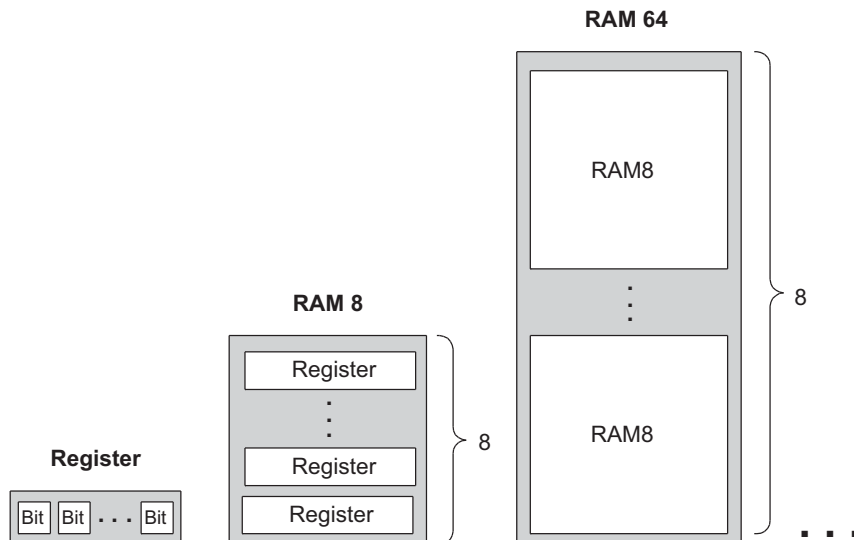 RAM 64
RAM8
8
RAM 8
Register
. . .
Register
Register
8
RAM8
Register
Bit Bit . . . Bit
. . .